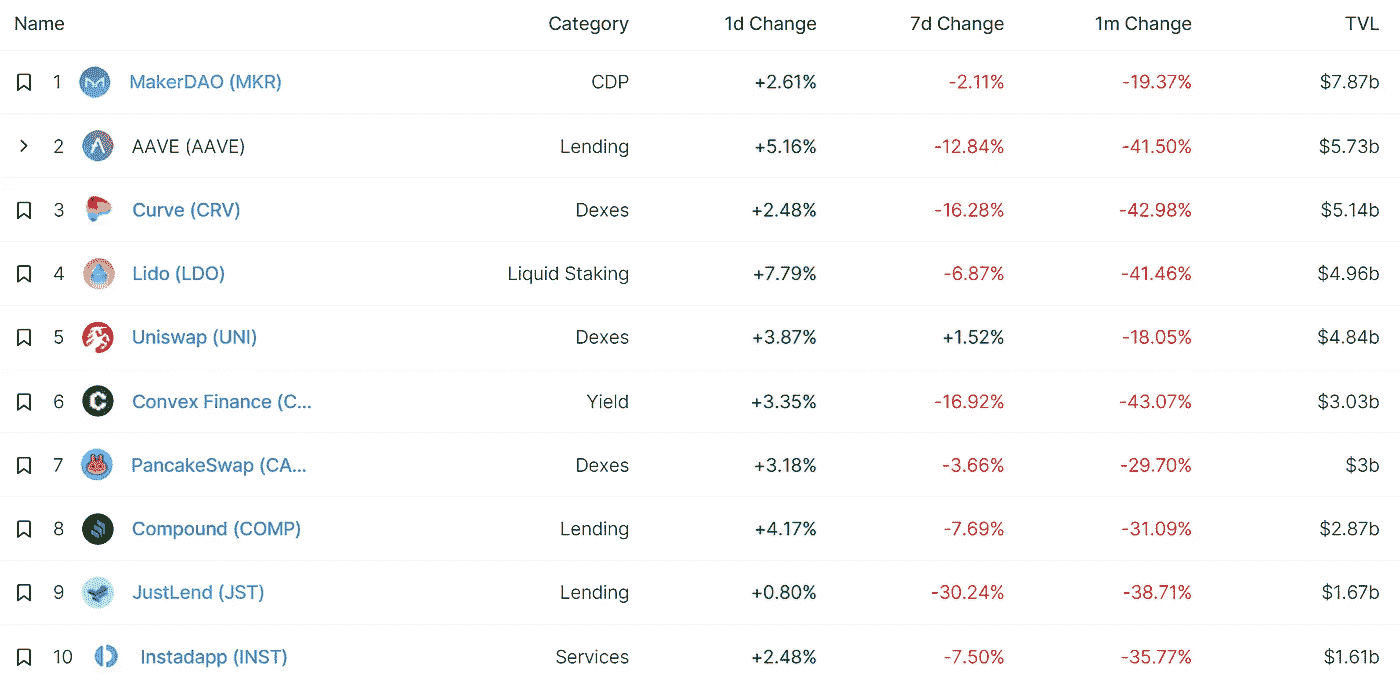 Name Category 1d Change 7d Change 1m Change TVL
1 MakerDAO (MKR) CDP +2.61% -2.11% -19.37% $7.87b
2 AAVE (AAVE) Lending +5.16% -12.84% -41.50% $5.73b
3 Curve (CRV) Dexes +2.48% -16.28% -42.98% $5.14b
4 Lido (LDO) Liquid Staking +7.79% -6.87% -41.46% $4.96b
5 Uniswap (UNI) Dexes +3.87% +1.52% -18.05% $4.84b
6 Convex Finance (C... Yield +3.35% -16.92% -43.07% $3.03b
7 PancakeSwap (CA... Dexes +3.18% -3.66% -29.70% $3b
8 Compound (COMP) Lending +4.17% -7.69% -31.09% $2.87b
9 JustLend (JST) Lending +0.80% -30.24% -38.71% $1.67b
10 Instadapp (INST) Services +2.48% -7.50% -35.77% $1.61b